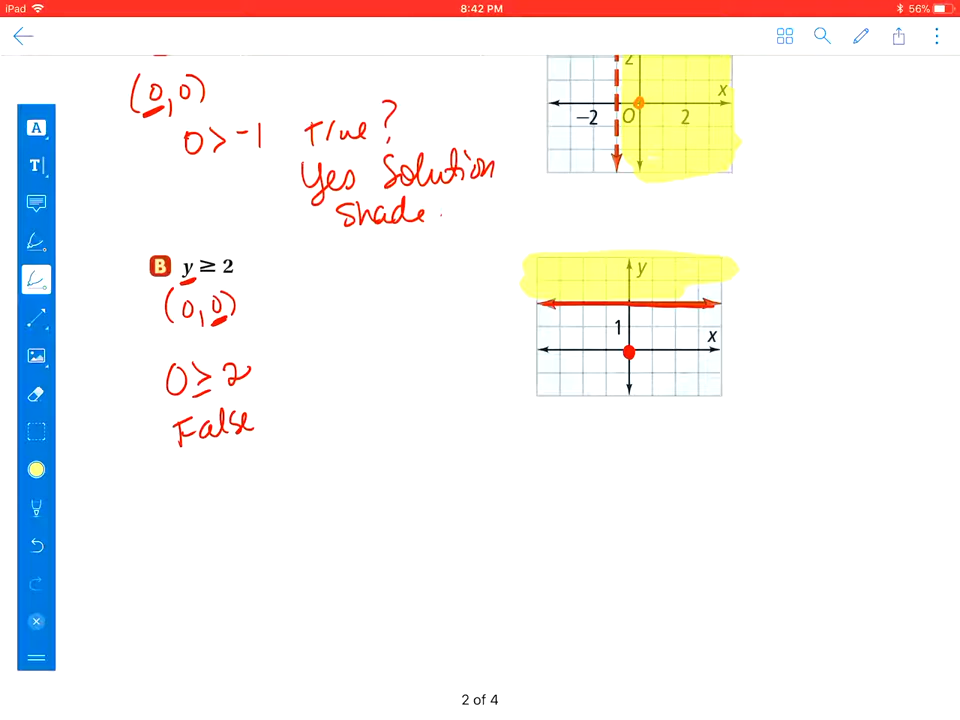 iPad 8:42 PM 56%
2
(0,0)
x
-2 O 2
0 > -1 True?
Yes Solution
Shade.
B y ≥ 2
y
(0,0)
1
x
0 ≥ 2
False
A
T
2 of 4